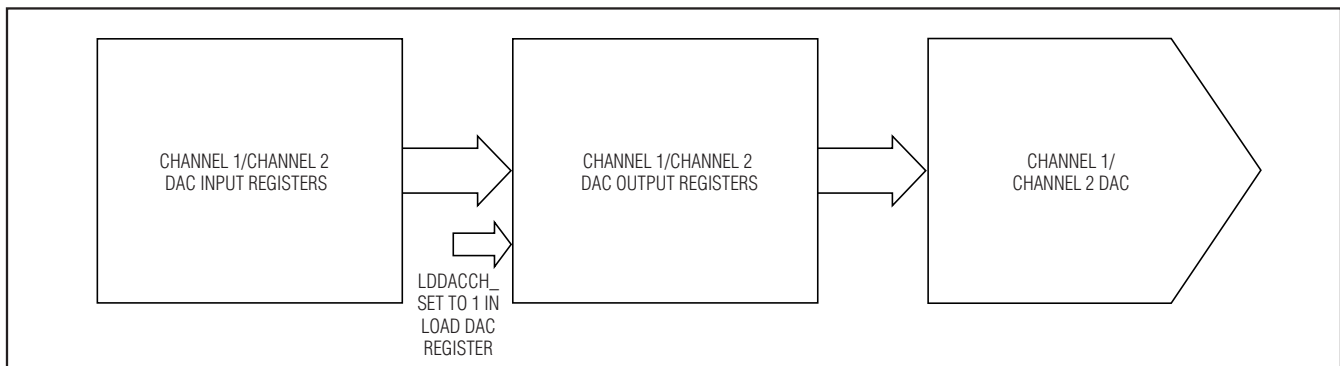 CHANNEL 1/CHANNEL 2
DAC INPUT REGISTERS
LDDACCH_
SET TO 1 IN
LOAD DAC
REGISTER
CHANNEL 1/CHANNEL 2
DAC OUTPUT REGISTERS
CHANNEL 1/
CHANNEL 2 DAC